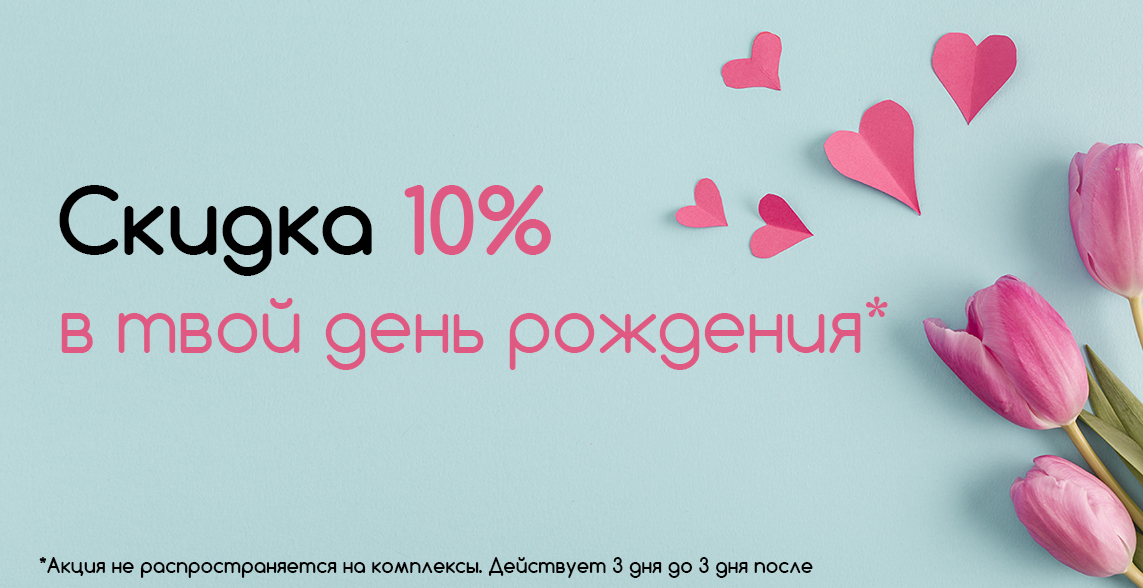 Скидка 10%
в твой день рождения*
*Акция не распространяется на комплексы. Действует 3 дня до 3 дня после